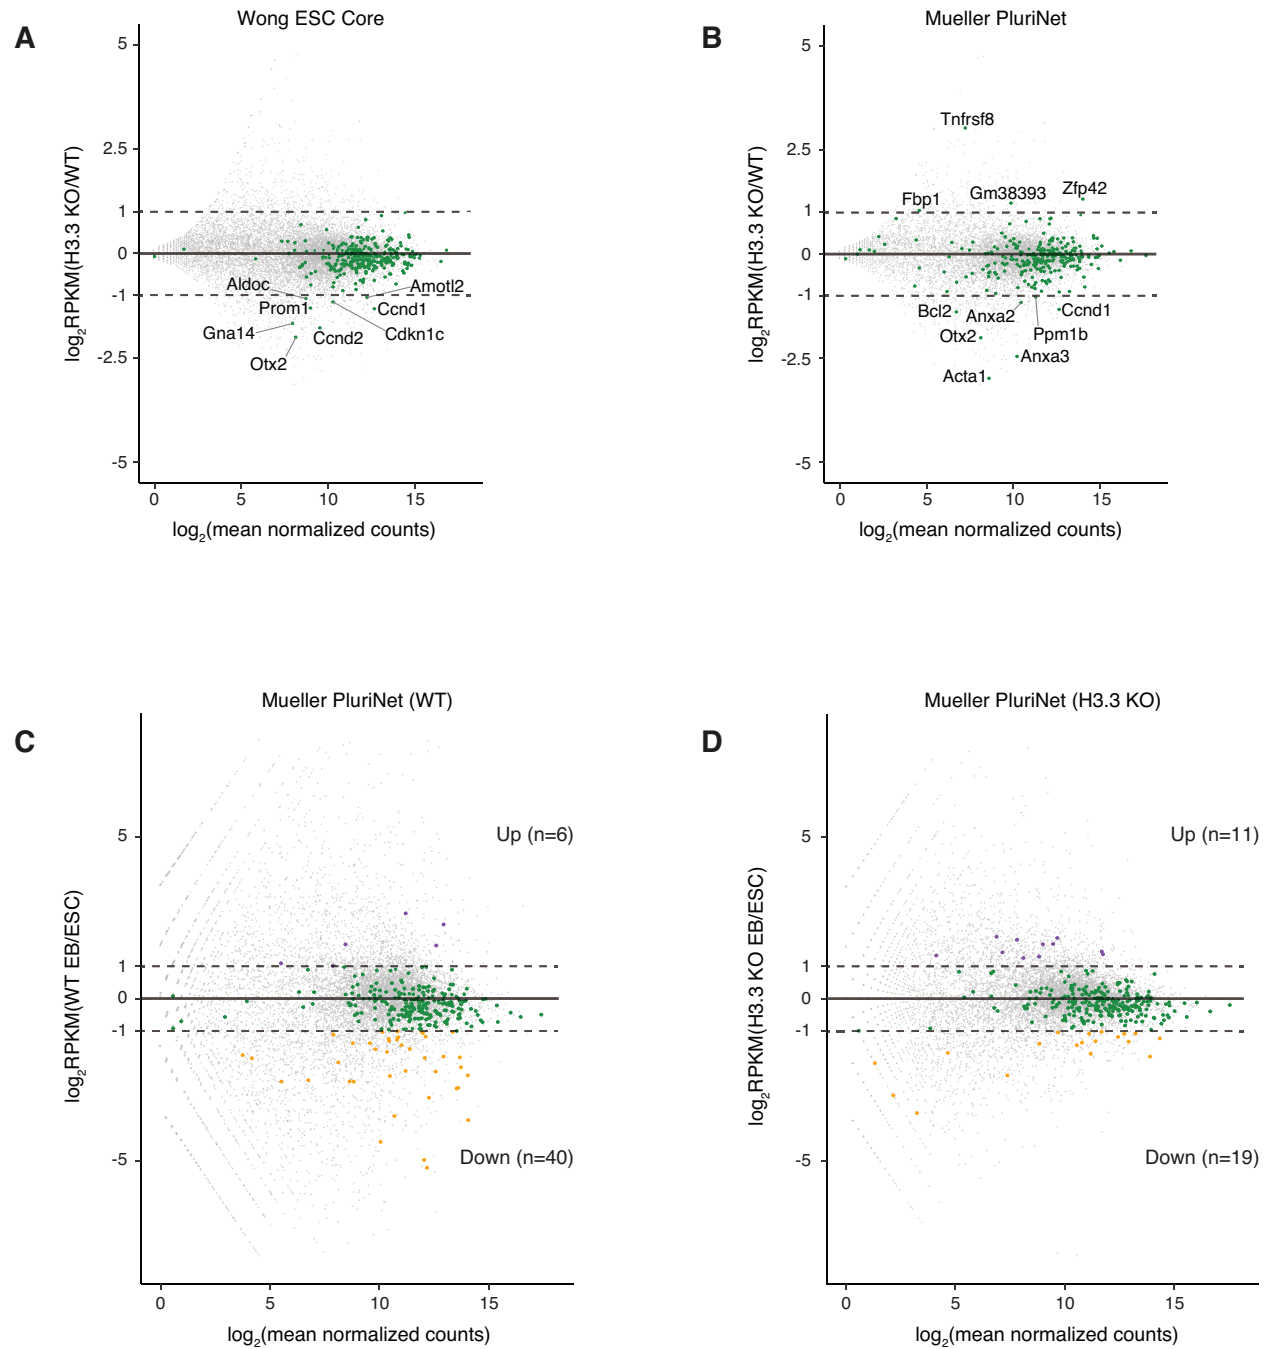 A
Wong ESC Core
log2RPKM(H3.3 KO/WT)
5
2.5
1
0
-1
-2.5
-5
Aldoc
Amotl2
Prom1
Ccnd1
Gna14
Ccnd2
Cdkn1c
Otx2
0 5 10 15
log2(mean normalized counts)
B
Mueller PluriNet
log2RPKM(H3.3 KO/WT)
5
2.5
1
0
-1
-2.5
-5
Tnfrsf8
Fbp1
Gm38393
Zfp42
Bcl2
Anxa2
Ccnd1
Otx2
Ppm1b
Anxa3
Acta1
0 5 10 15
log2(mean normalized counts)
C
Mueller PluriNet (WT)
log2RPKM(WT EB/ESC)
5
1
0
-1
-5
Up (n=6)
Down (n=40)
0 5 10 15
log2(mean normalized counts)
D
Mueller PluriNet (H3.3 KO)
log2RPKM(H3.3 KO EB/ESC)
5
1
0
-1
-5
Up (n=11)
Down (n=19)
0 5 10 15
log2(mean normalized counts)